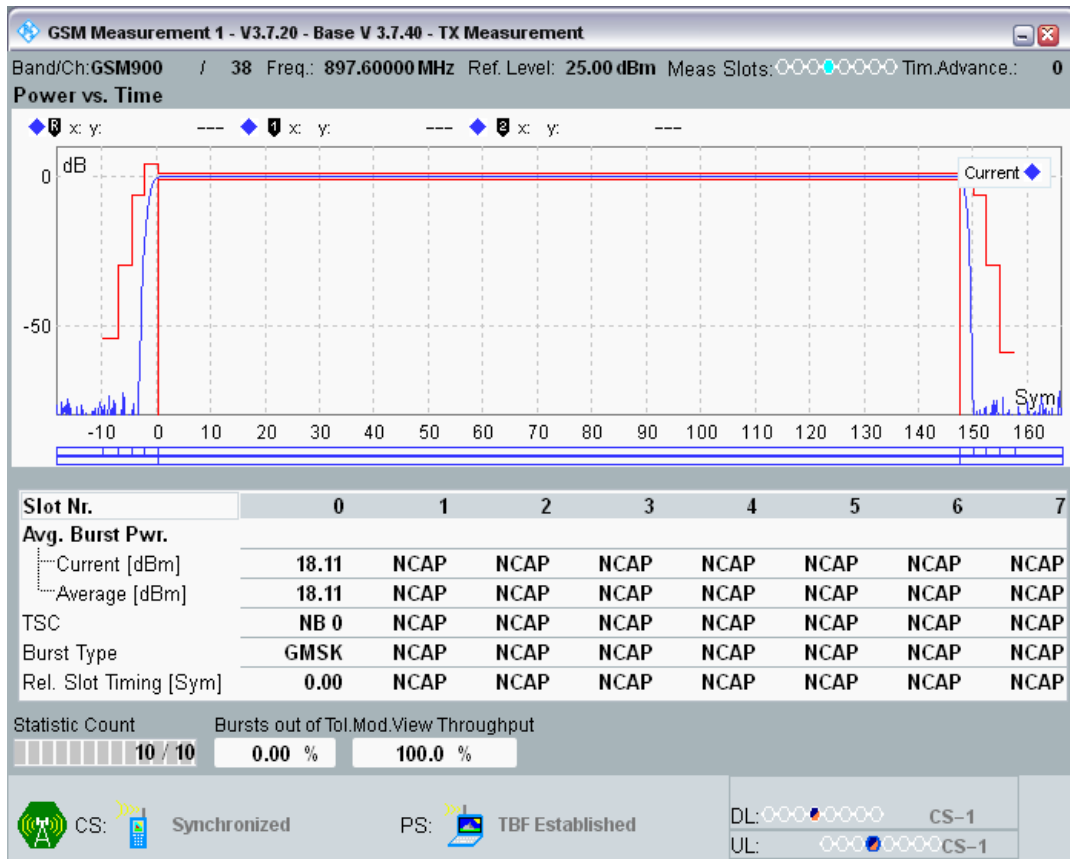 GSM Measurement 1 - V3.7.20 - Base V 3.7.40 - TX Measurement
Band/Ch:GSM900 / 38 Freq.: 897.60000 MHz Ref. Level: 25.00 dBm Meas Slots: Tim.Advance.: 0
Power vs. Time
R x: y: --- 1 x: y: --- 2 x: y: ---
dB
Current
0
-50
Sym
-10 0 10 20 30 40 50 60 70 80 90 100 110 120 130 140 150 160
Slot Nr. 0 1 2 3 4 5 6 7
Avg. Burst Pwr.
Current [dBm] 18.11 NCAP NCAP NCAP NCAP NCAP NCAP NCAP
Average [dBm] 18.11 NCAP NCAP NCAP NCAP NCAP NCAP NCAP
TSC NB 0 NCAP NCAP NCAP NCAP NCAP NCAP NCAP
Burst Type GMSK NCAP NCAP NCAP NCAP NCAP NCAP NCAP
Rel. Slot Timing [Sym] 0.00 NCAP NCAP NCAP NCAP NCAP NCAP NCAP
Statistic Count Bursts out of Tol.Mod.View Throughput
10 / 10 0.00 % 100.0 %
CS: Synchronized PS: TBF Established
DL: CS-1
UL: CS-1